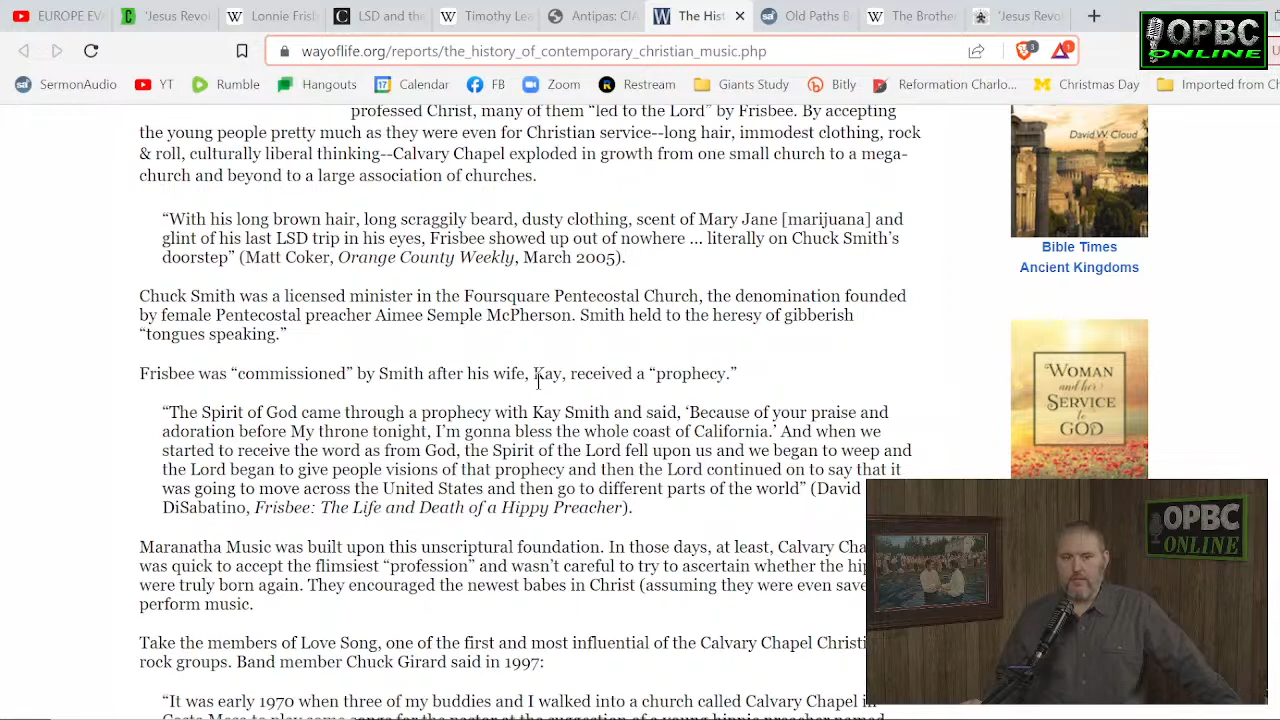 EUROPE EV
'Jesus Revol
Lonnie Frisb
LSD and the
Timothy Lea
Antipas: CIA
The Hist
Old Paths B
The Brother
'Jesus Revol
OPBC
ONLINE
wayoflife.org/reports/the_history_of_contemporary_christian_music.php
3
1
SermonAudio
YT
Hangouts
17
Calendar
FB
Zoom
Restream
Giants Study
Bitly
Reformation Charlo...
Christmas Day
Imported from Ch
professed Christ, many of them “led to the Lord” by Frisbee. By accepting
the young people pretty much as they were even for Christian service--long hair, immodest clothing, rock
& roll, culturally liberal thinking--Calvary Chapel exploded in growth from one small church to a mega-
church and beyond to a large association of churches.
“With his long brown hair, long scraggily beard, dusty clothing, scent of Mary Jane [marijuana] and
glint of his last LSD trip in his eyes, Frisbee showed up out of nowhere ... literally on Chuck Smith’s
doorstep” (Matt Coker, Orange County Weekly, March 2005).
Chuck Smith was a licensed minister in the Foursquare Pentecostal Church, the denomination founded
by female Pentecostal preacher Aimee Semple McPherson. Smith held to the heresy of gibberish
“tongues speaking.”
Frisbee was “commissioned” by Smith after his wife, Kay, received a “prophecy.”
“The Spirit of God came through a prophecy with Kay Smith and said, ‘Because of your praise and
adoration before My throne tonight, I’m gonna bless the whole coast of California.’ And when we
started to receive the word as from God, the Spirit of the Lord fell upon us and we began to weep and
the Lord began to give people visions of that prophecy and then the Lord continued on to say that it
was going to move across the United States and then go to different parts of the world” (David
DiSabatino, Frisbee: The Life and Death of a Hippy Preacher).
Maranatha Music was built upon this unscriptural foundation. In those days, at least, Calvary Cha
was quick to accept the flimsiest “profession” and wasn’t careful to try to ascertain whether the hip
were truly born again. They encouraged the newest babes in Christ (assuming they were even save
perform music.
Take the members of Love Song, one of the first and most influential of the Calvary Chapel Christi
rock groups. Band member Chuck Girard said in 1997:
“It was early 1970 when three of my buddies and I walked into a church called Calvary Chapel i
David W. Cloud
Bible Times
Ancient Kingdoms
WOMAN
and her
SERVICE
to
GOD
OPBC
ONLINE